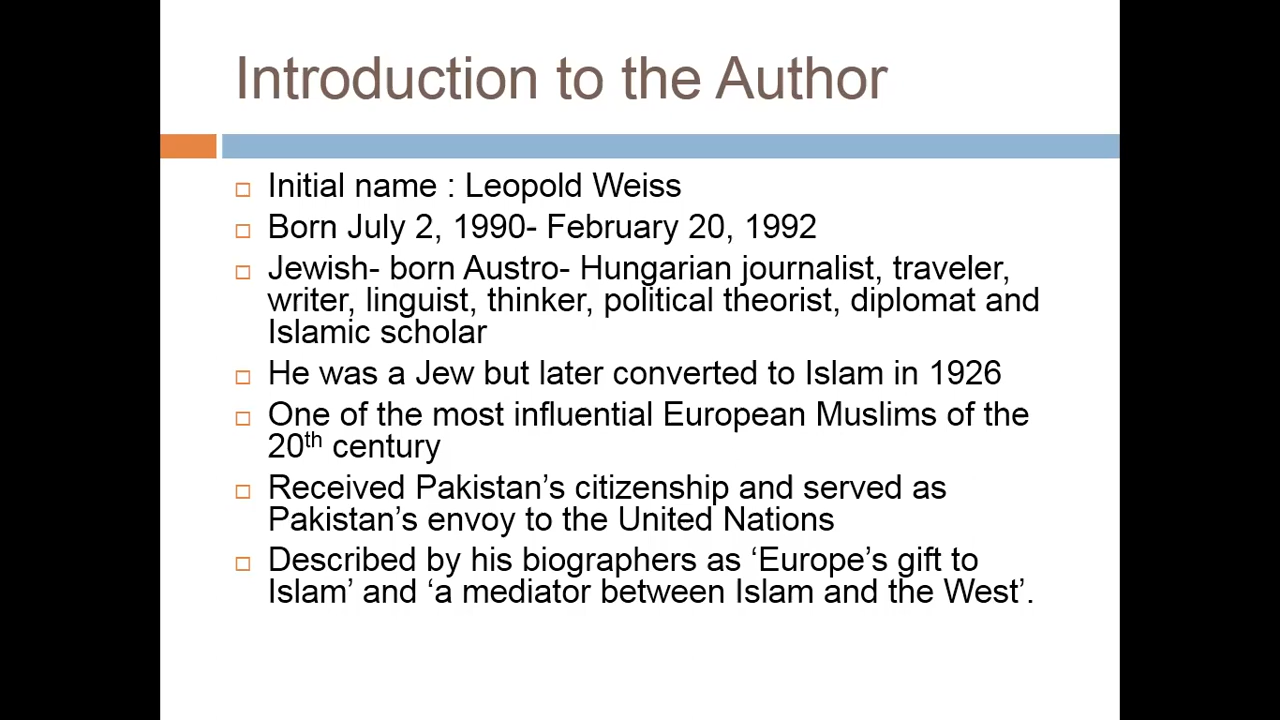 Introduction to the Author
Initial name : Leopold Weiss
Born July 2, 1990- February 20, 1992
Jewish- born Austro- Hungarian journalist, traveler,
writer, linguist, thinker, political theorist, diplomat and
Islamic scholar
He was a Jew but later converted to Islam in 1926
One of the most influential European Muslims of the
20th century
Received Pakistan’s citizenship and served as
Pakistan’s envoy to the United Nations
Described by his biographers as ‘Europe’s gift to
Islam’ and ‘a mediator between Islam and the West’.